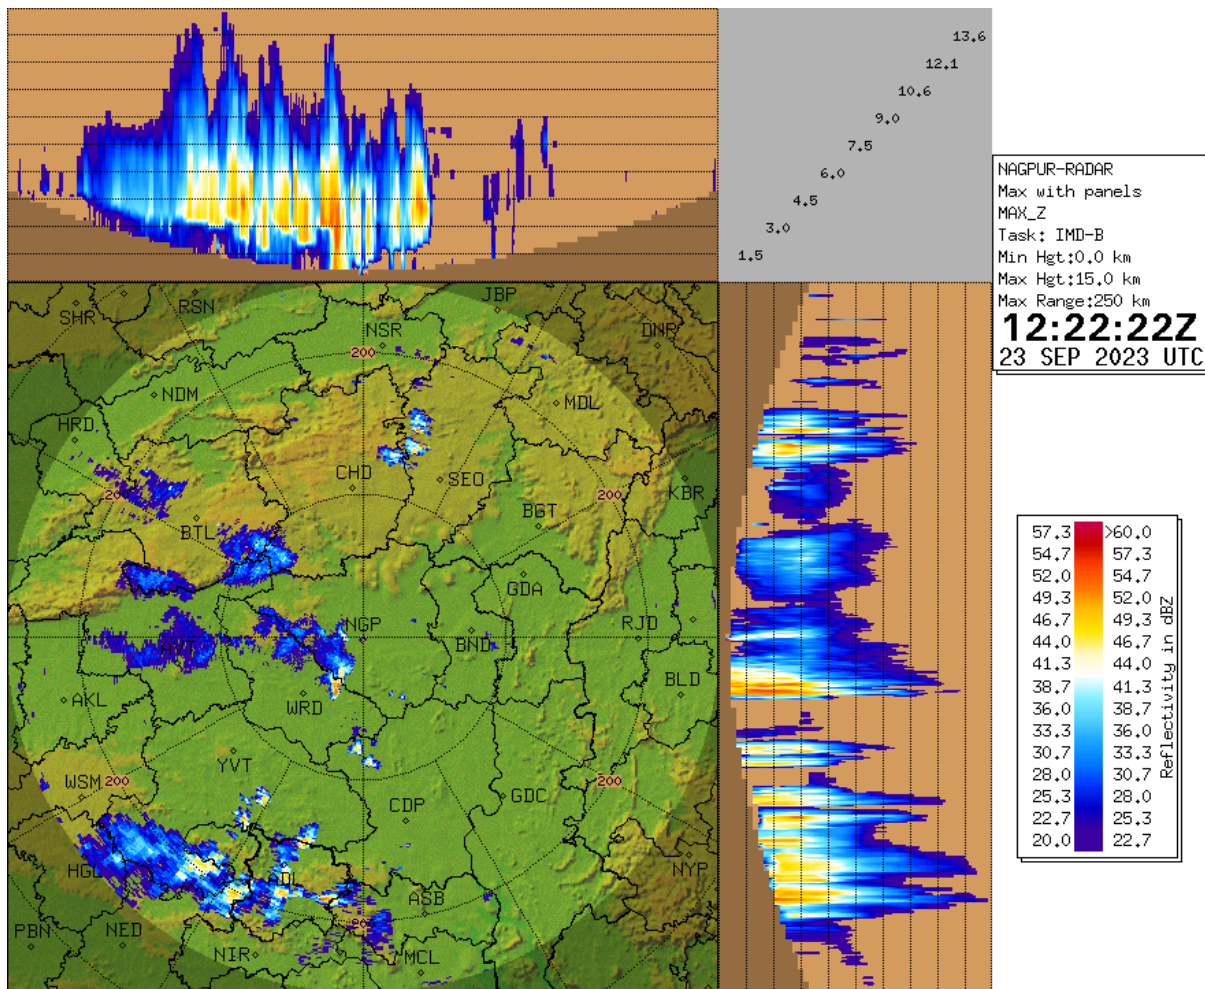 13.6
12.1
10.6
9.0
7.5
6.0
4.5
3.0
1.5
NAGPUR-RADAR
Max with panels
MAX_Z
Task: IMD-B
Min Hgt:0.0 km
Max Hgt:15.0 km
Max Range:250 km
12:22:22Z
23 SEP 2023 UTC
RSN
JBP
SHR
DNR
NSR
200
NDM
MDL
HRD
CHD
SEO
KBR
200
BGT
BTL
GDA
NGP
RJD
BND
AKL
WRD
BLD
YVT
WSM
200
200
CDP
GDC
NYP
ASB
PBN
NED
NIR
MCL
57.3 >60.0
54.7 57.3
52.0 54.7
49.3 52.0
46.7 49.3
44.0 46.7
41.3 44.0
38.7 41.3
36.0 38.7
33.3 36.0
30.7 33.3
28.0 30.7
25.3 28.0
22.7 25.3
20.0 22.7
Reflectivity in dBZ